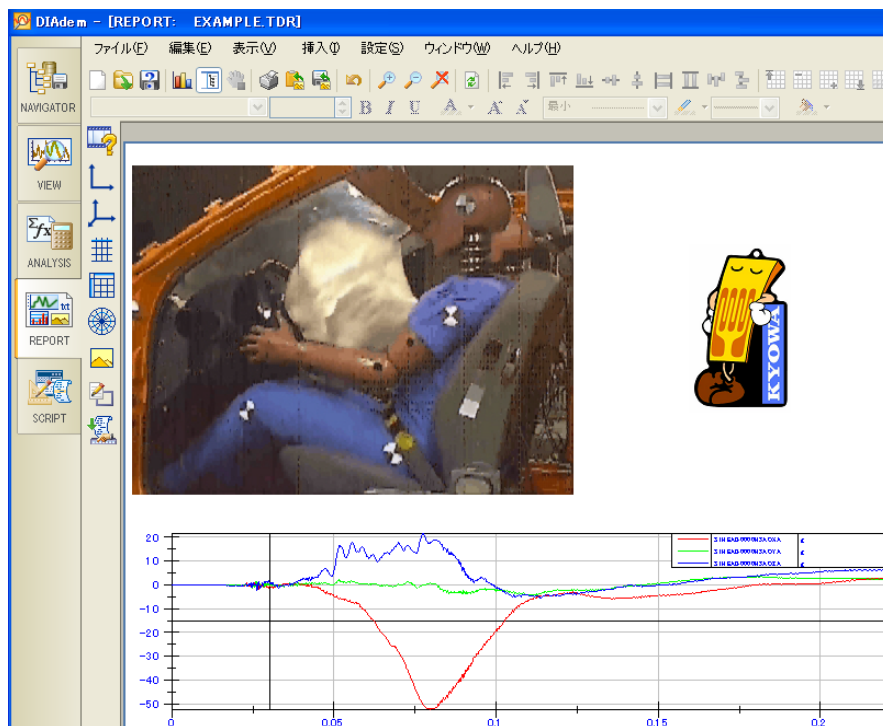 DIAdem - [REPORT: EXAMPLE.TDR]
ファイル(F) 編集(E) 表示(V) 挿入(I) 設定(S) ウィンドウ(W) ヘルプ(H)
NAVIGATOR
最小
B I U A A A
VIEW
ANALYSIS
REPORT
SCRIPT
KYOWA
20
10
0
-10
-20
-30
-40
-50
0 0.05 0.1 0.15 0.2